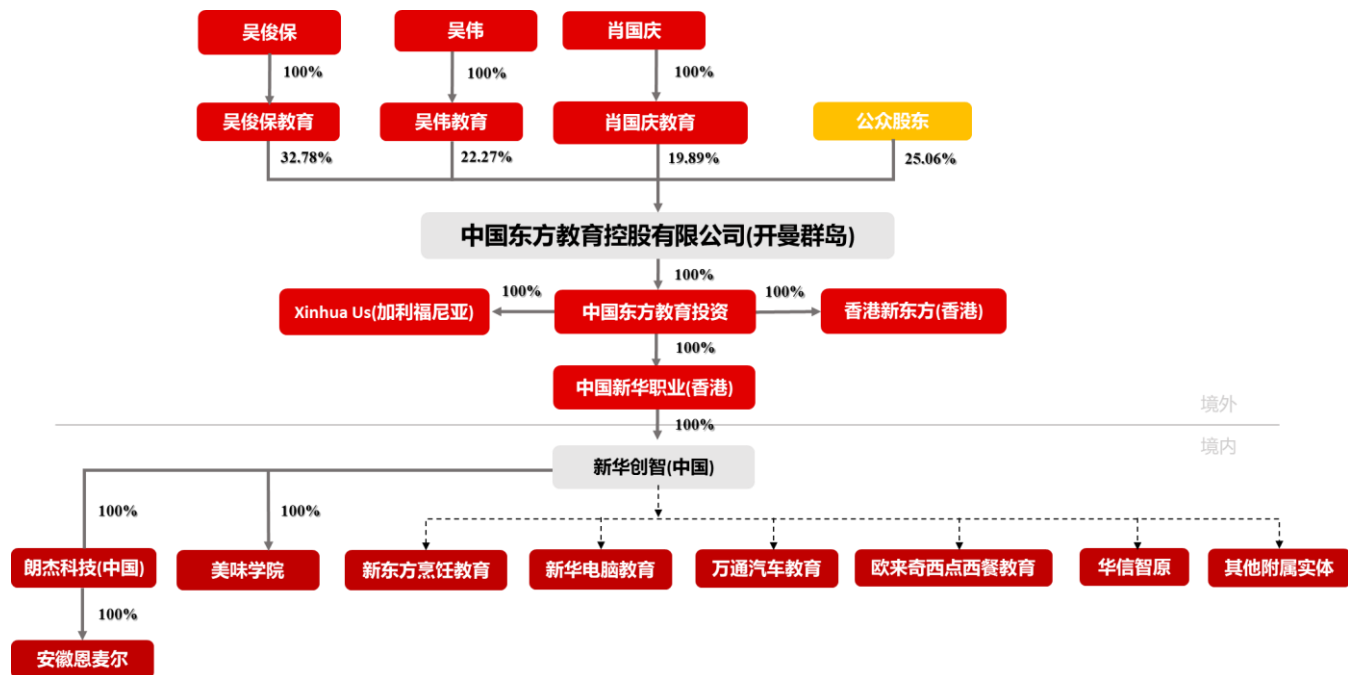 吴俊保
吴伟
肖国庆
100%
100%
100%
吴俊保教育
吴伟教育
肖国庆教育
公众股东
32.78%
22.27%
19.89%
25.06%
中国东方教育控股有限公司(开曼群岛)
100%
Xinhua Us(加利福尼亚)
100%
中国东方教育投资
100%
香港新东方(香港)
100%
中国新华职业(香港)
境外
100%
境内
新华创智(中国)
100%
100%
朗杰科技(中国)
美味学院
新东方烹饪教育
新华电脑教育
万通汽车教育
欧来奇西点西餐教育
华信智原
其他附属实体
100%
安徽恩麦尔